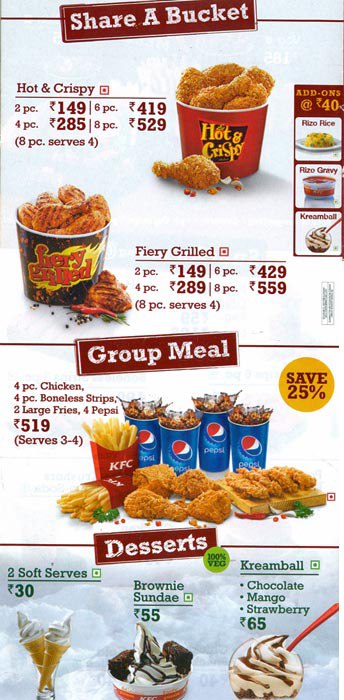 Share A Bucket
Hot & Crispy
2 pc. ₹149 | 6 pc. ₹419
4 pc. ₹285 | 8 pc. ₹529
(8 pc. serves 4)
Hot & Crispy
ADD-ONS
@ ₹40
Rizo Rice
Rizo Gravy
Kreamball
fiery grilled
Fiery Grilled
2 pc. ₹149 | 6 pc. ₹429
4 pc. ₹289 | 8 pc. ₹559
(8 pc. serves 4)
Group Meal
4 pc. Chicken,
4 pc. Boneless Strips,
2 Large Fries, 4 Pepsi
₹519
(Serves 3-4)
SAVE
25%
pepsi
pepsi
pepsi
pepsi
KFC
Desserts
100%
VEG
2 Soft Serves
₹30
Brownie
Sundae
₹55
KFC
Kreamball
• Chocolate
• Mango
• Strawberry
₹65